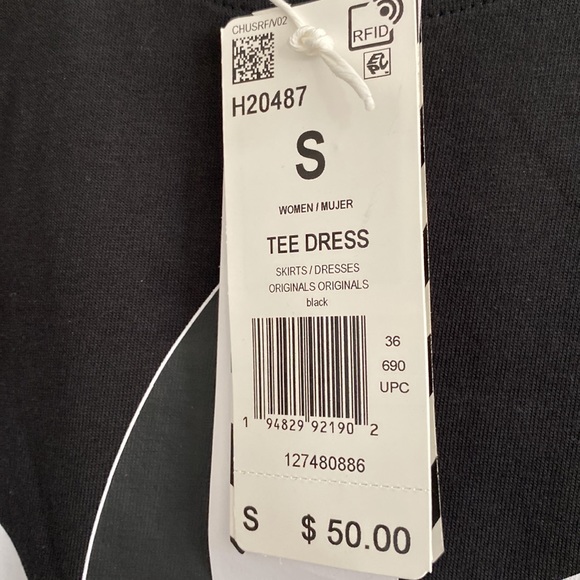 CHUSRF/V02
RFID
H20487
S
WOMEN / MUJER
TEE DRESS
SKIRTS / DRESSES
ORIGINALS ORIGINALS
black
36
690
UPC
1 94829 92190 2
127480886
S $ 50.00